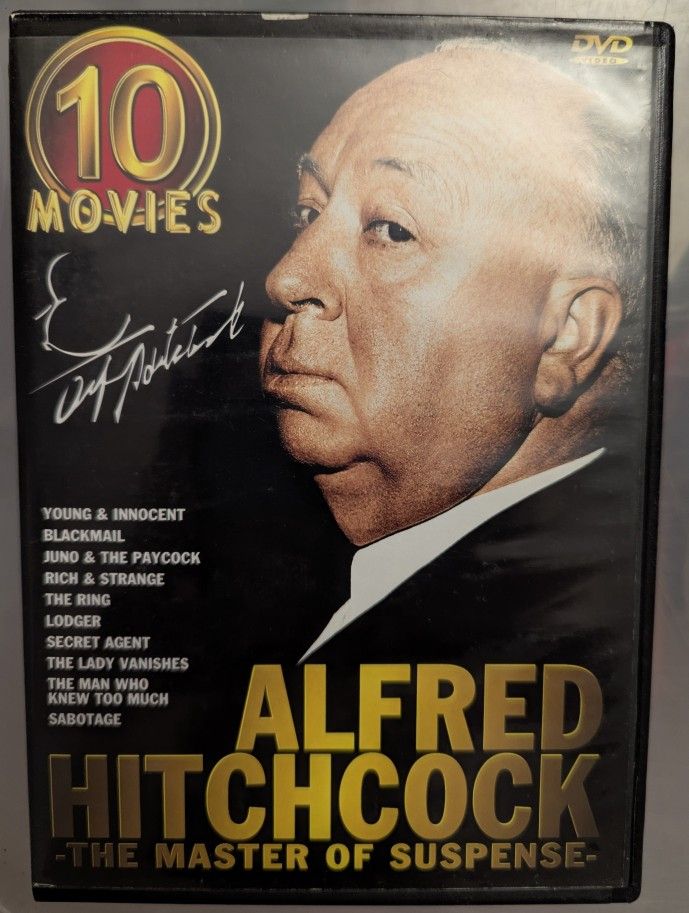 10
MOVIES
DVD
VIDEO
YOUNG & INNOCENT
BLACKMAIL
JUNO & THE PAYCOCK
RICH & STRANGE
THE RING
LODGER
SECRET AGENT
THE LADY VANISHES
THE MAN WHO
KNEW TOO MUCH
SABOTAGE
ALFRED
HITCHCOCK
-THE MASTER OF SUSPENSE-